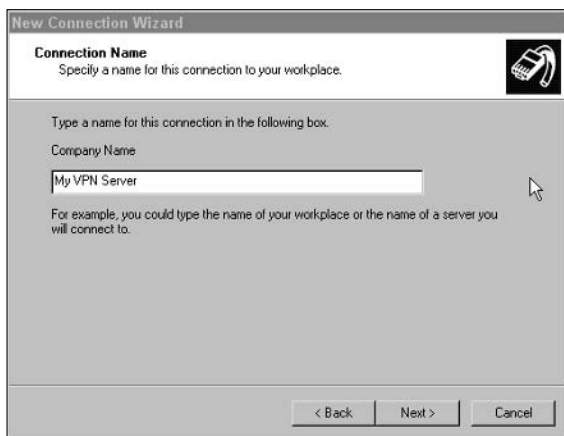 New Connection Wizard
Connection Name
Specify a name for this connection to your workplace.
Type a name for this connection in the following box.
Company Name
My VPN Server
For example, you could type the name of your workplace or the name of a server you
will connect to.
< Back
Next >
Cancel